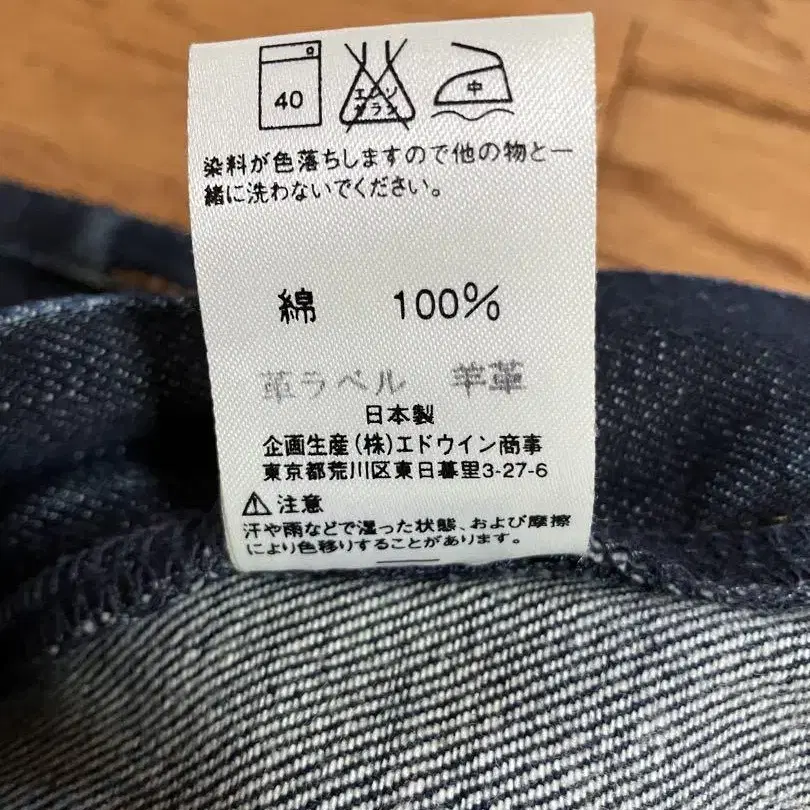 40
エンソ
サラシ
中
染料が色落ちしますので他の物と一
緒に洗わないでください。
綿 100%
革ラベル 羊革
日本製
企画生産(株)エドウイン商事
東京都荒川区東日暮里3-27-6
注意
汗や雨などで湿った状態、および摩擦
により色移りすることがあります。